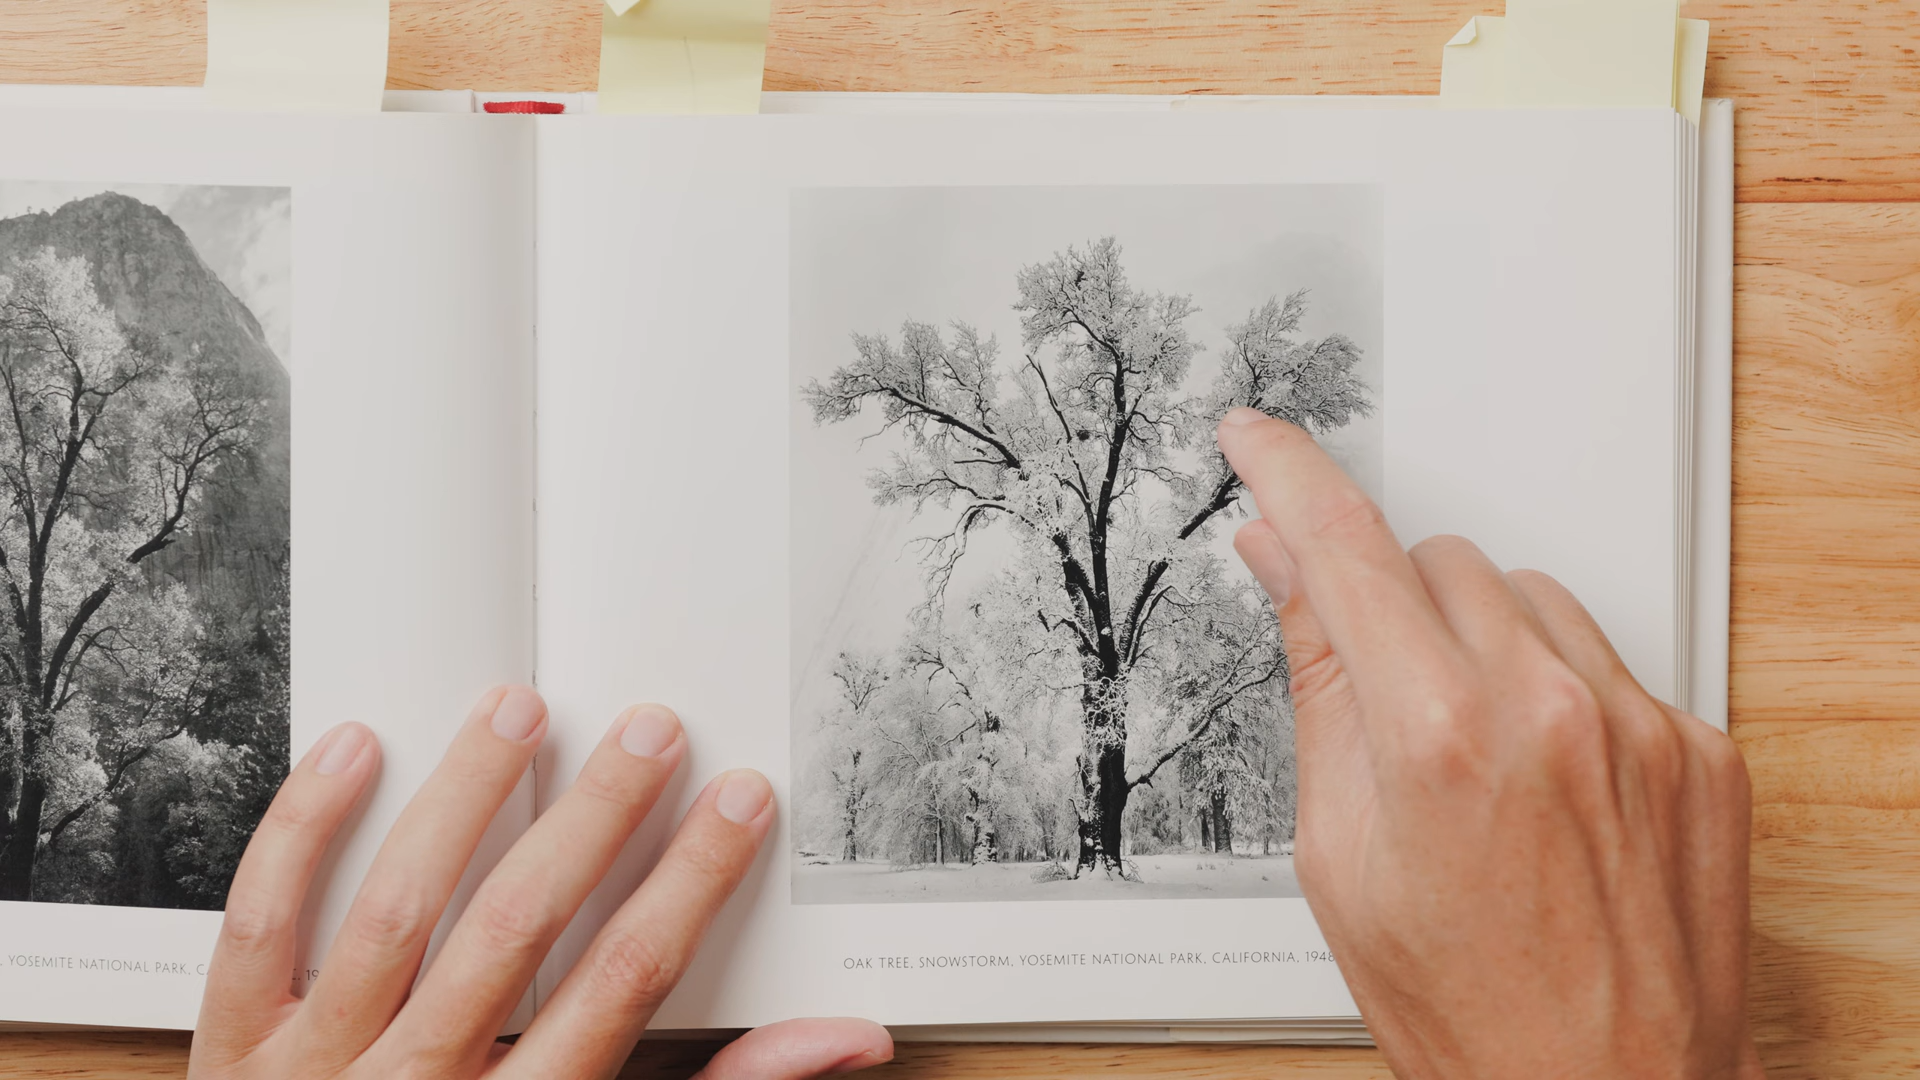 YOSEMITE NATIONAL PARK,
OAK TREE, SNOWSTORM, YOSEMITE NATIONAL PARK, CALIFORNIA, 1948